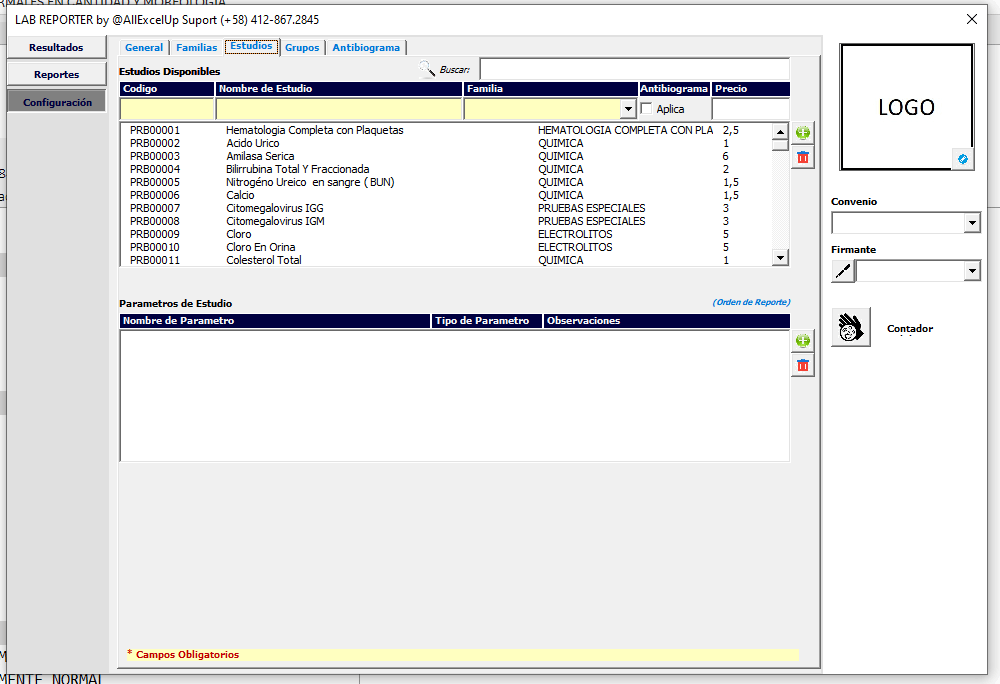 LAB REPORTER by @AllExcelUp Suport (+58) 412-867.2845
Resultados
Reportes
Configuración
General Familias Estudios Grupos Antibiograma
Estudios Disponibles Buscar:
Codigo Nombre de Estudio Familia Antibiograma Precio
Aplica
PRB00001 Hematologia Completa con Plaquetas HEMATOLOGIA COMPLETA CON PLA 2,5
PRB00002 Acido Urico QUIMICA 1
PRB00003 Amilasa Serica QUIMICA 6
PRB00004 Bilirrubina Total Y Fraccionada QUIMICA 2
PRB00005 Nitrogéno Ureico en sangre ( BUN) QUIMICA 1,5
PRB00006 Calcio QUIMICA 1,5
PRB00007 Citomegalovirus IGG PRUEBAS ESPECIALES 3
PRB00008 Citomegalovirus IGM PRUEBAS ESPECIALES 3
PRB00009 Cloro ELECTROLITOS 5
PRB00010 Cloro En Orina ELECTROLITOS 5
PRB00011 Colesterol Total QUIMICA 1
Parametros de Estudio (Orden de Reporte)
Nombre de Parametro Tipo de Parametro Observaciones
* Campos Obligatorios
LOGO
Convenio
Firmante
Contador
MENTE NORMAL